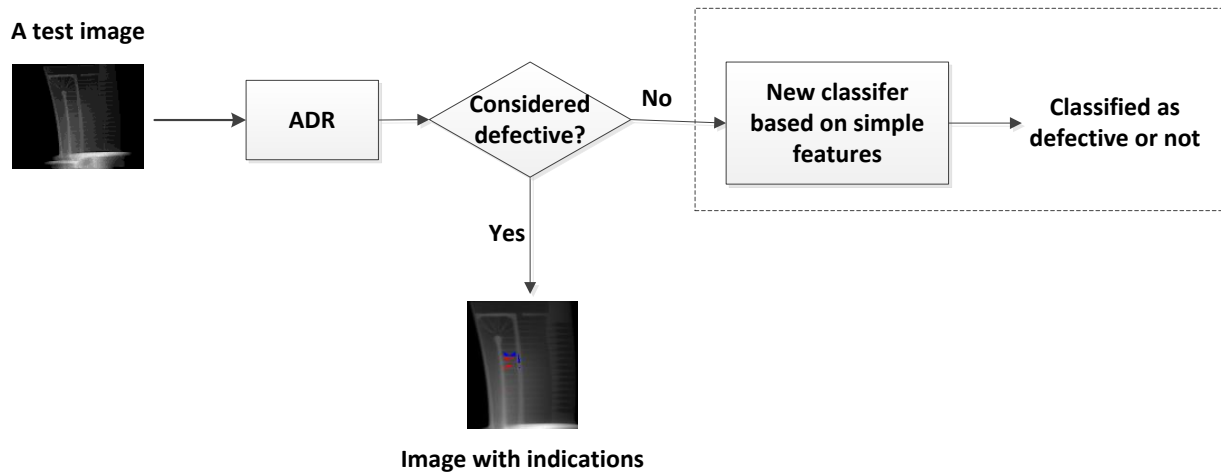 A test image
ADR
Considered
defective?
No
New classifer
based on simple
features
Classified as
defective or not
Yes
Image with indications